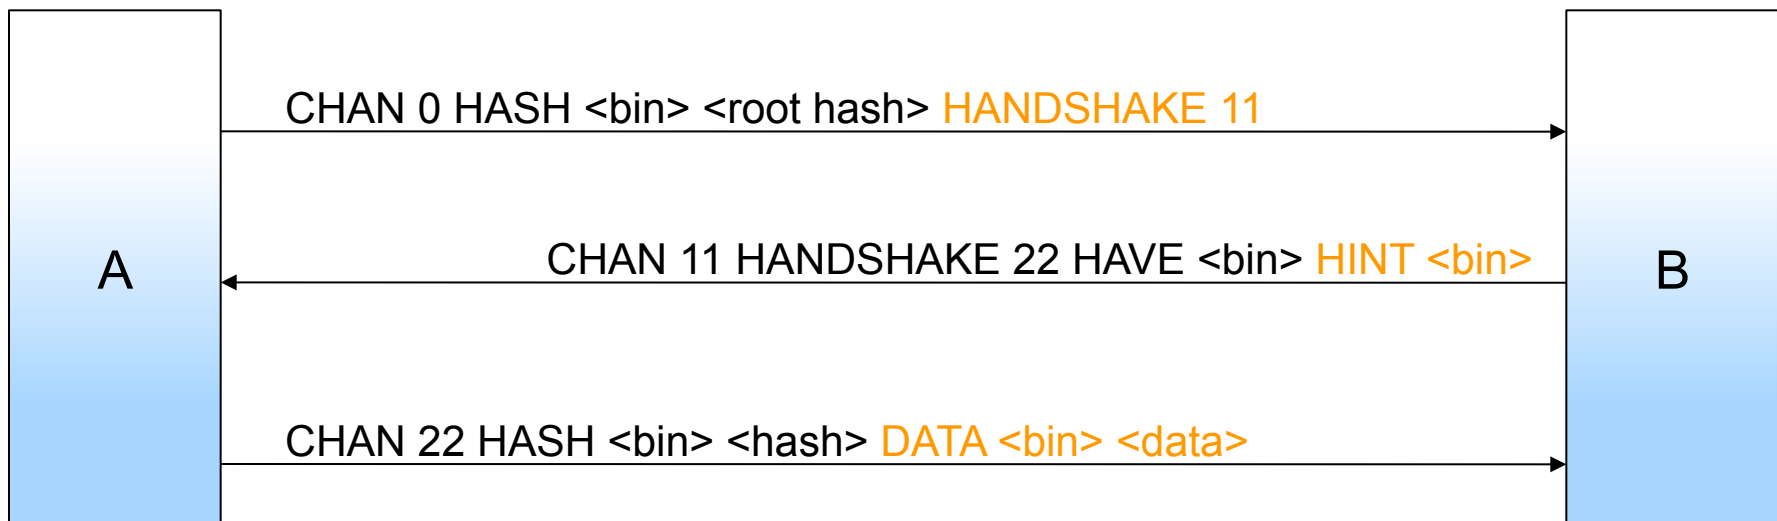 CHAN 0 HASH <bin> <root hash> HANDSHAKE 11
A
CHAN 11 HANDSHAKE 22 HAVE <bin> HINT <bin>
B
CHAN 22 HASH <bin> <hash> DATA <bin> <data>